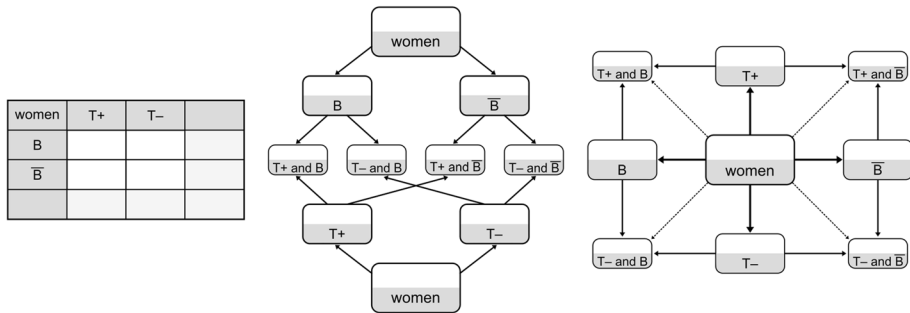 women T+ T–
B
B̅
women
B B̅
T+ and B T– and B T+ and B̅ T– and B̅
T+ T–
women
T+ and B T+ T+ and B̅
B women B̅
T– and B T– T– and B̅